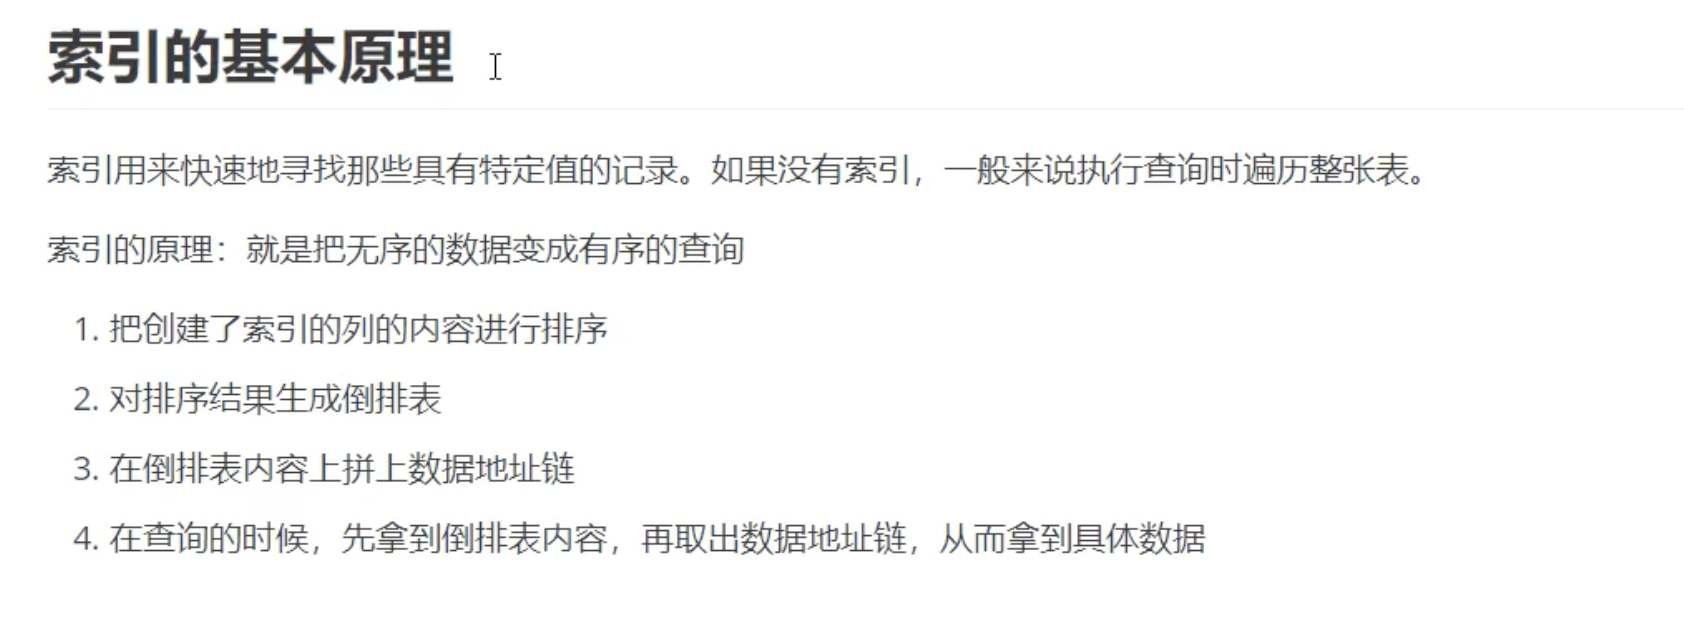 索引的基本原理
索引用来快速地寻找那些具有特定值的记录。如果没有索引，一般来说执行查询时遍历整张表。
索引的原理：就是把无序的数据变成有序的查询
1. 把创建了索引的列的内容进行排序
2. 对排序结果生成倒排表
3. 在倒排表内容上拼上数据地址链
4. 在查询的时候，先拿到倒排表内容，再取出数据地址链，从而拿到具体数据